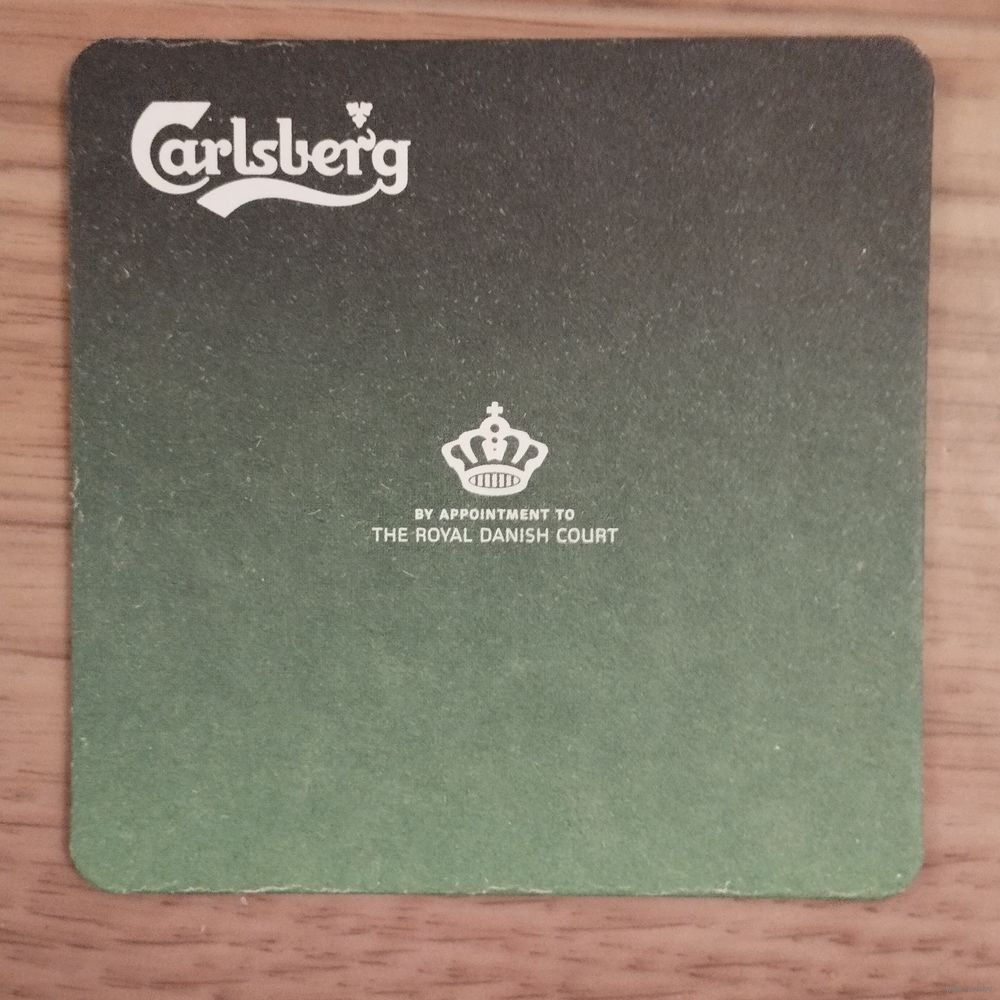 Carlsberg
BY APPOINTMENT TO
THE ROYAL DANISH COURT